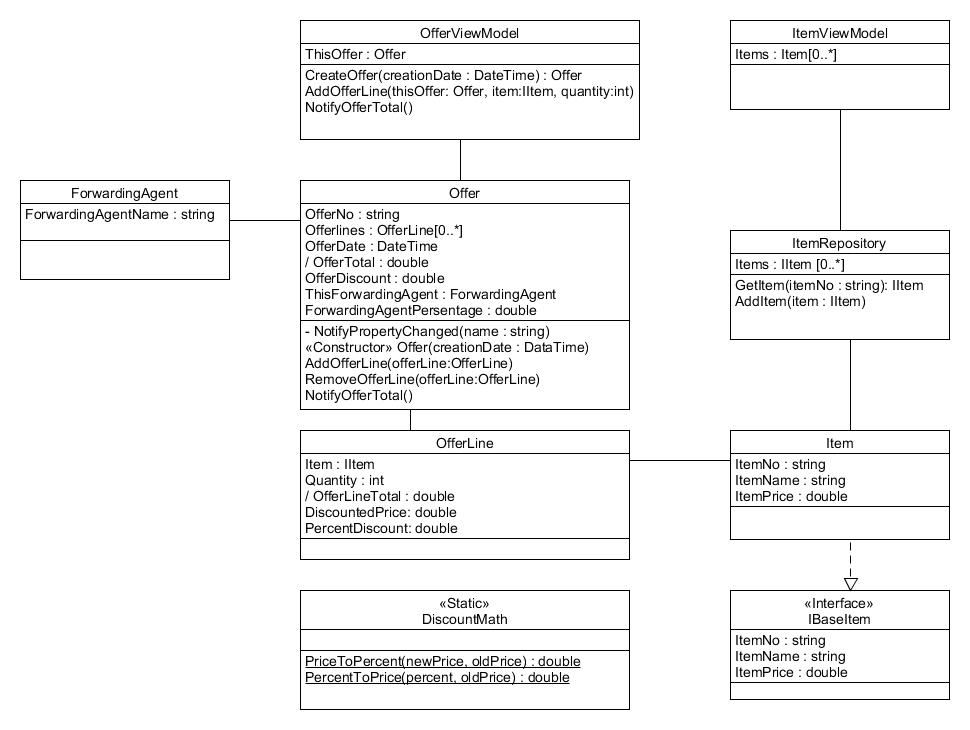 OfferViewModel
ThisOffer : Offer
CreateOffer(creationDate : DateTime) : Offer
AddOfferLine(thisOffer: Offer, item:IItem, quantity:int)
NotifyOfferTotal()
ItemViewModel
Items : Item[0..*]
ForwardingAgent
ForwardingAgentName : string
Offer
OfferNo : string
Offerlines : OfferLine[0..*]
OfferDate : DateTime
/ OfferTotal : double
OfferDiscount : double
ThisForwardingAgent : ForwardingAgent
ForwardingAgentPersentage : double
- NotifyPropertyChanged(name : string)
«Constructor» Offer(creationDate : DataTime)
AddOfferLine(offerLine:OfferLine)
RemoveOfferLine(offerLine:OfferLine)
NotifyOfferTotal()
ItemRepository
Items : IItem [0..*]
GetItem(itemNo : string): IItem
AddItem(item : IItem)
OfferLine
Item : IItem
Quantity : int
/ OfferLineTotal : double
DiscountedPrice: double
PercentDiscount: double
Item
ItemNo : string
ItemName : string
ItemPrice : double
«Static»
DiscountMath
PriceToPercent(newPrice, oldPrice) : double
PercentToPrice(percent, oldPrice) : double
«Interface»
IBaseItem
ItemNo : string
ItemName : string
ItemPrice : double